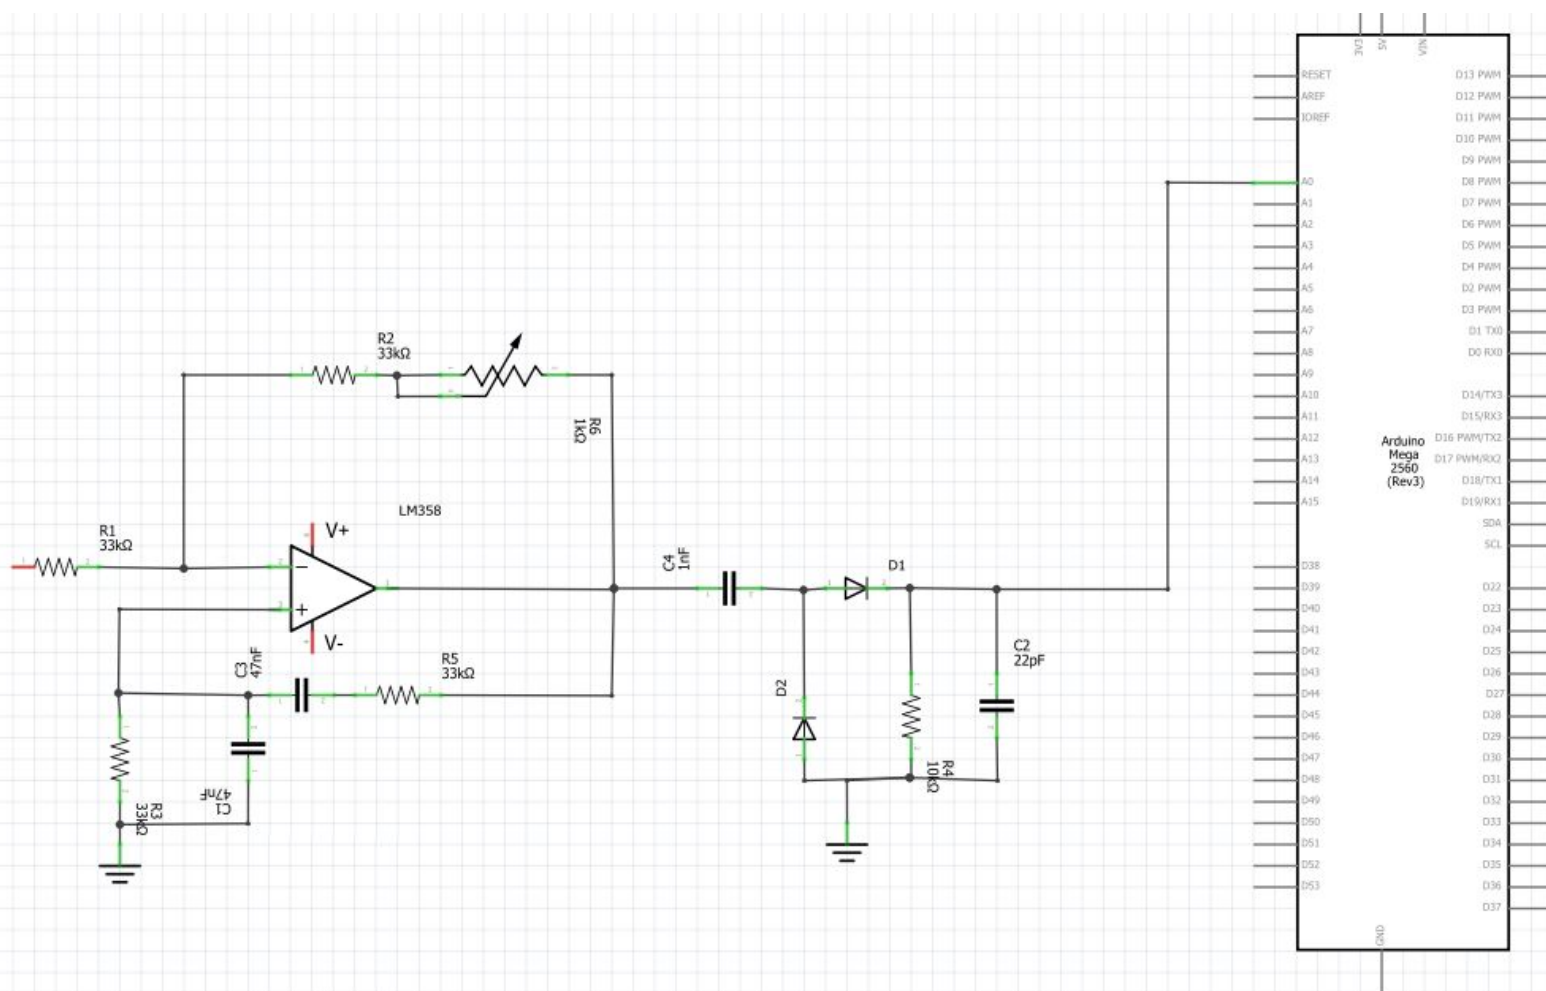 3V3
5V
VIN
RESET
D13 PWM
AREF
D12 PWM
IOREF
D11 PWM
D10 PWM
D9 PWM
A0
D8 PWM
A1
D7 PWM
A2
D6 PWM
A3
D5 PWM
A4
D4 PWM
A5
D2 PWM
A6
D3 PWM
A7
D1 TX0
A8
D0 RX0
A9
A10
D14/TX3
A11
D15/RX3
A12
D16 PWM/TX2
A13
D17 PWM/RX2
A14
D18/TX1
A15
D19/RX1
SDA
SCL
Arduino
Mega
2560
(Rev3)
D38
D39
D22
D40
D23
D41
D24
D42
D25
D43
D26
D44
D27
D45
D28
D46
D29
D47
D30
D48
D31
D49
D32
D50
D33
D51
D34
D52
D35
D53
D36
D37
GND
R2
33kΩ
R6
1kΩ
LM358
R1
33kΩ
V+
−
+
V-
C4
1nF
D1
C3
47nF
R5
33kΩ
D2
C2
22pF
R4
10kΩ
R3
33kΩ
C1
47nF